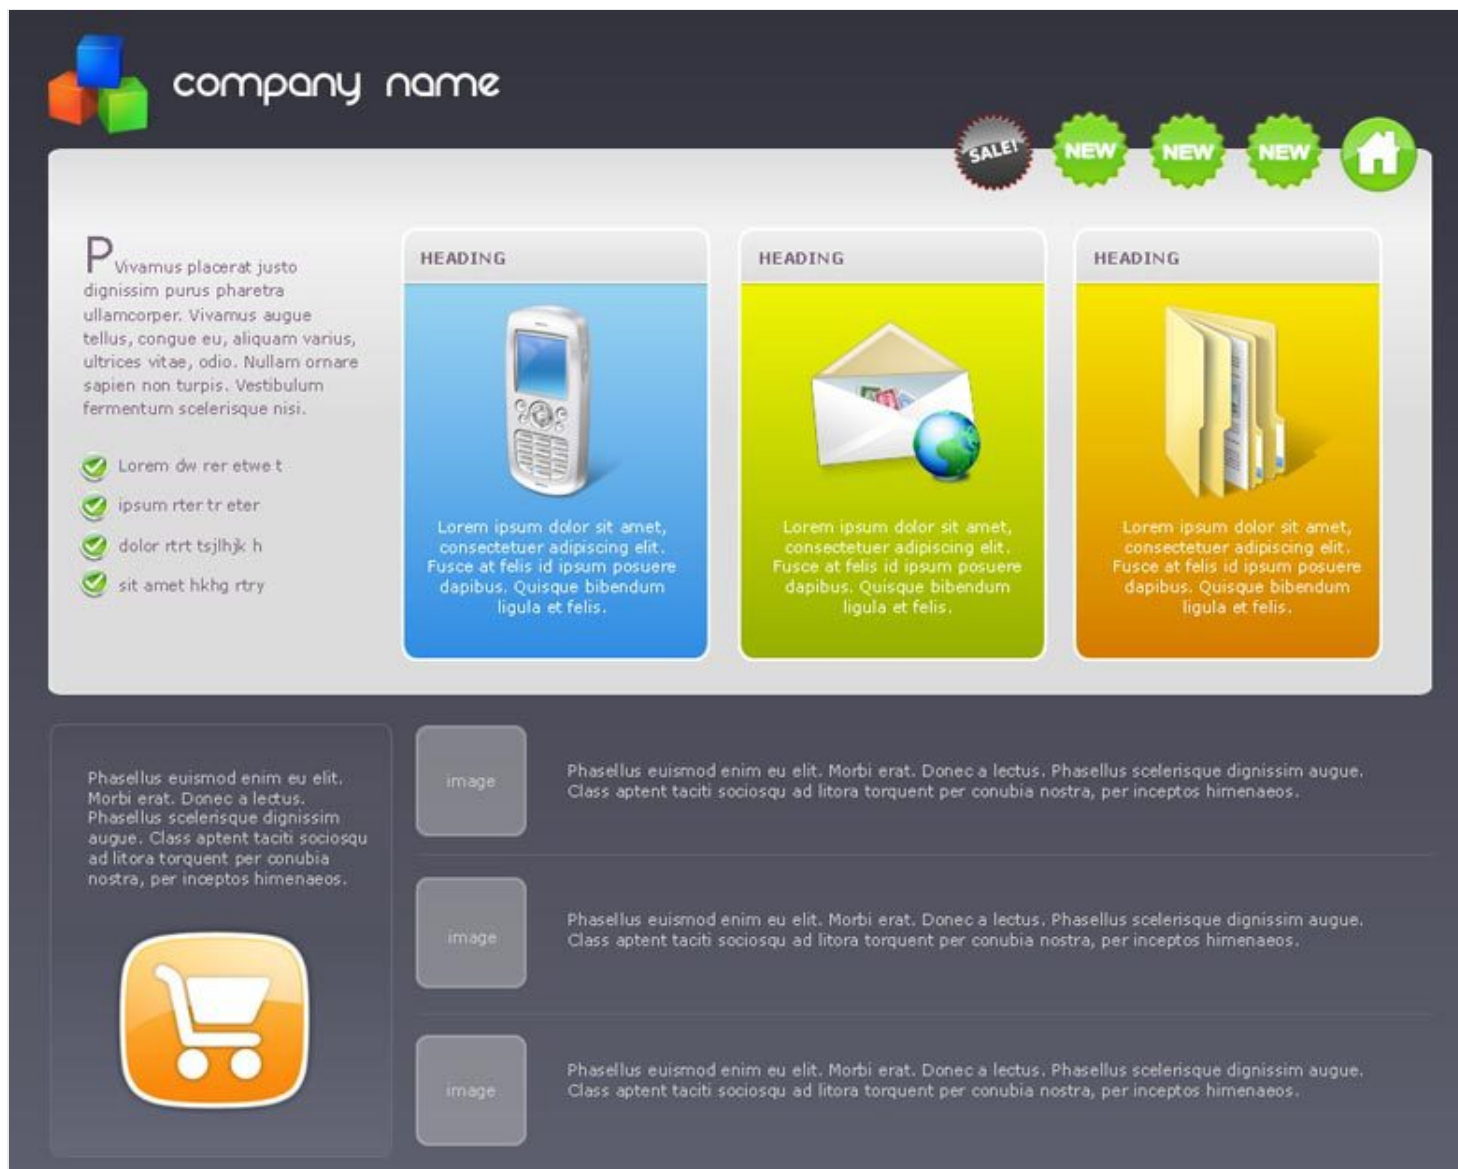 company name
SALE!
NEW
NEW
NEW
P
Vivamus placerat justo
dignissim purus pharetra
ullamcorper. Vivamus augue
tellus, congue eu, aliquam varius,
ultrices vitae, odio. Nullam ornare
sapien non turpis. Vestibulum
fermentum scelerisque nisi.
Lorem dw rer etwe t
ipsum rter tr eter
dolor rtrt tsjlhjk h
sit amet hkhg rtry
HEADING
Lorem ipsum dolor sit amet,
consectetuer adipiscing elit.
Fusce at felis id ipsum posuere
dapibus. Quisque bibendum
ligula et felis.
HEADING
Lorem ipsum dolor sit amet,
consectetuer adipiscing elit.
Fusce at felis id ipsum posuere
dapibus. Quisque bibendum
ligula et felis.
HEADING
Lorem ipsum dolor sit amet,
consectetuer adipiscing elit.
Fusce at felis id ipsum posuere
dapibus. Quisque bibendum
ligula et felis.
Phasellus euismod enim eu elit.
Morbi erat. Donec a lectus.
Phasellus scelerisque dignissim
augue. Class aptent taciti sociosqu
ad litora torquent per conubia
nostra, per inceptos himenaeos.
image
Phasellus euismod enim eu elit. Morbi erat. Donec a lectus. Phasellus scelerisque dignissim augue.
Class aptent taciti sociosqu ad litora torquent per conubia nostra, per inceptos himenaeos.
image
Phasellus euismod enim eu elit. Morbi erat. Donec a lectus. Phasellus scelerisque dignissim augue.
Class aptent taciti sociosqu ad litora torquent per conubia nostra, per inceptos himenaeos.
image
Phasellus euismod enim eu elit. Morbi erat. Donec a lectus. Phasellus scelerisque dignissim augue.
Class aptent taciti sociosqu ad litora torquent per conubia nostra, per inceptos himenaeos.